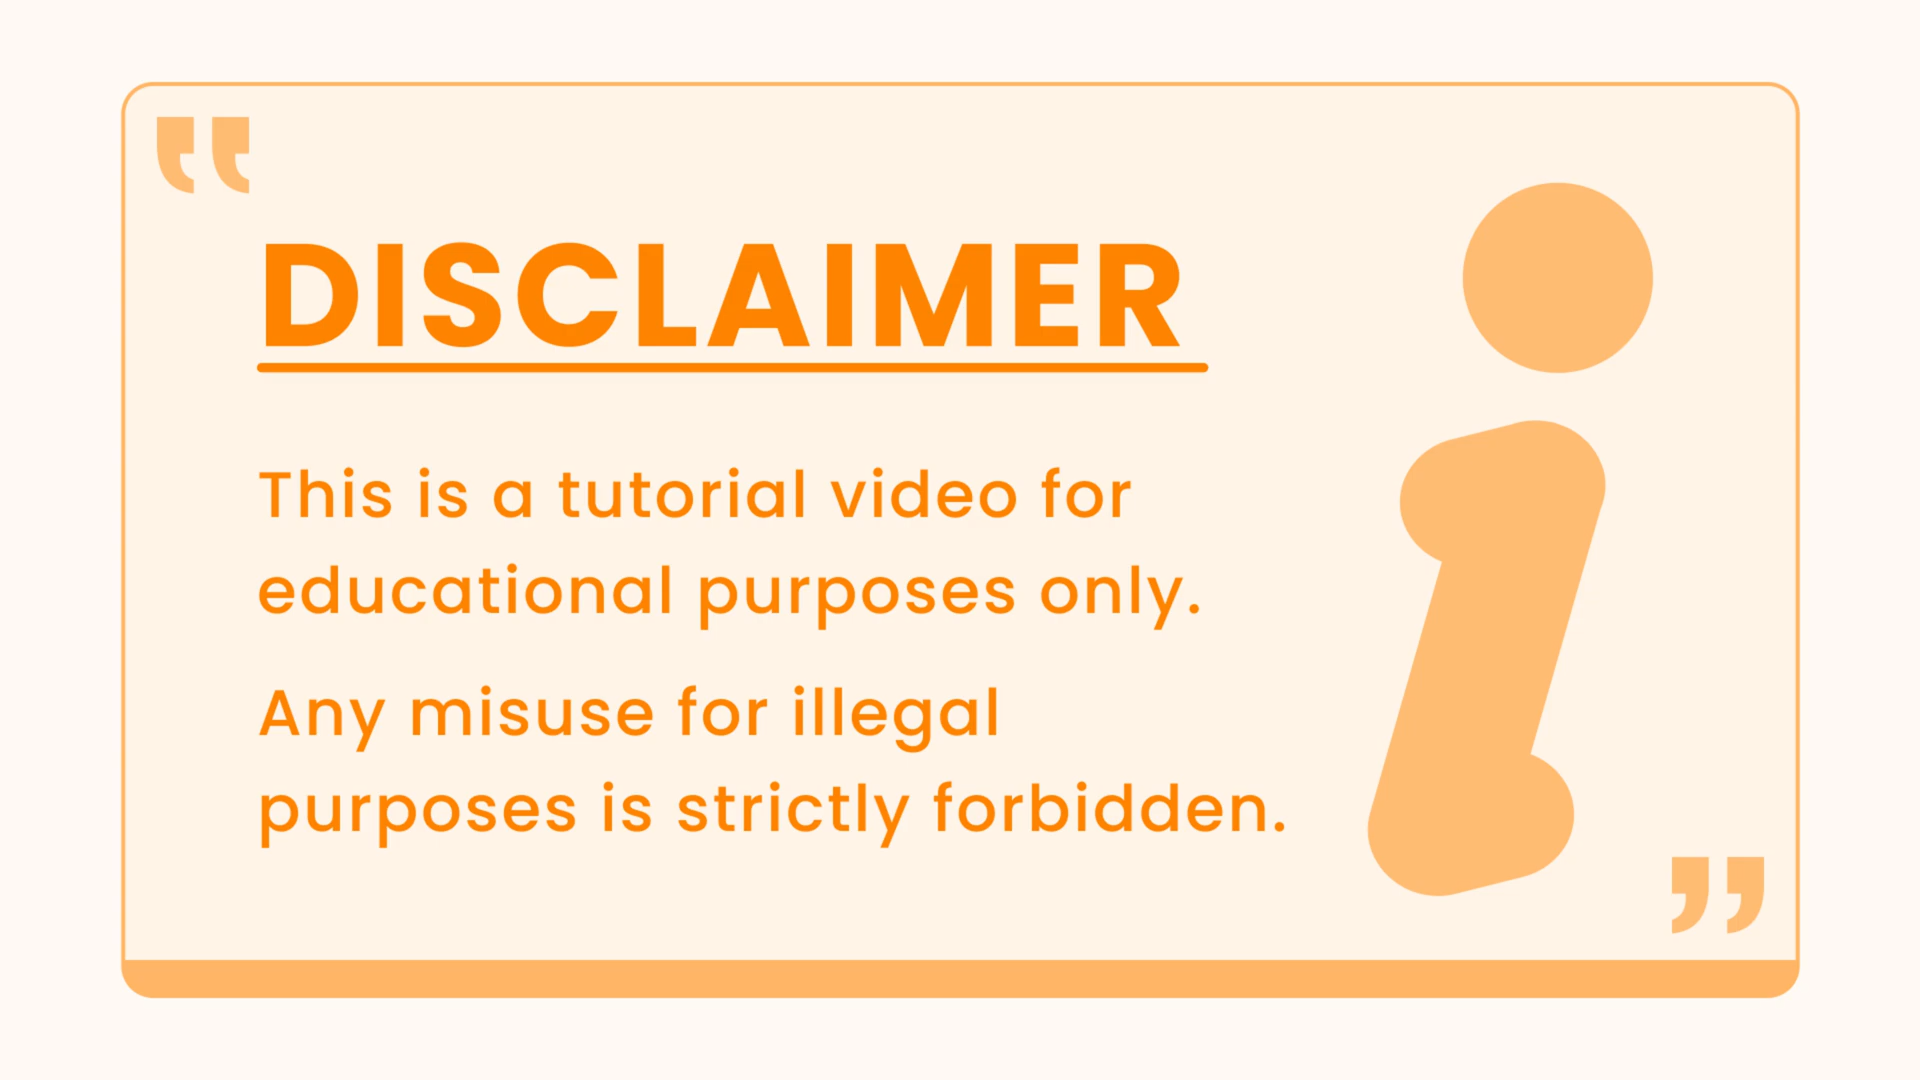 DISCLAIMER
This is a tutorial video for
educational purposes only.
Any misuse for illegal
purposes is strictly forbidden.